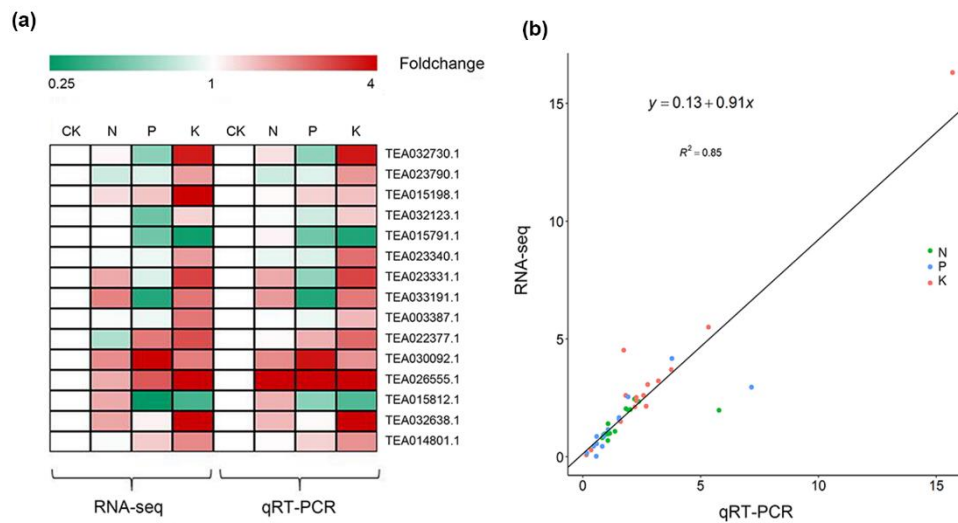 (a)
0.25 1 4 Foldchange
CK N P K CK N P K
TEA032730.1
TEA023790.1
TEA015198.1
TEA032123.1
TEA015791.1
TEA023340.1
TEA023331.1
TEA033191.1
TEA003387.1
TEA022377.1
TEA030092.1
TEA026555.1
TEA015812.1
TEA032638.1
TEA014801.1
RNA-seq qRT-PCR
(b)
y = 0.13 + 0.91x
R² = 0.85
15
10
5
0
RNA-seq
0 5 10 15
qRT-PCR
N
P
K